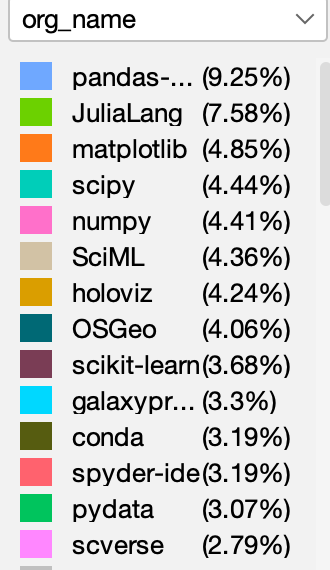 org_name
pandas-... (9.25%)
JuliaLang (7.58%)
matplotlib (4.85%)
scipy (4.44%)
numpy (4.41%)
SciML (4.36%)
holoviz (4.24%)
OSGeo (4.06%)
scikit-learn (3.68%)
galaxypr... (3.3%)
conda (3.19%)
spyder-ide (3.19%)
pydata (3.07%)
scverse (2.79%)